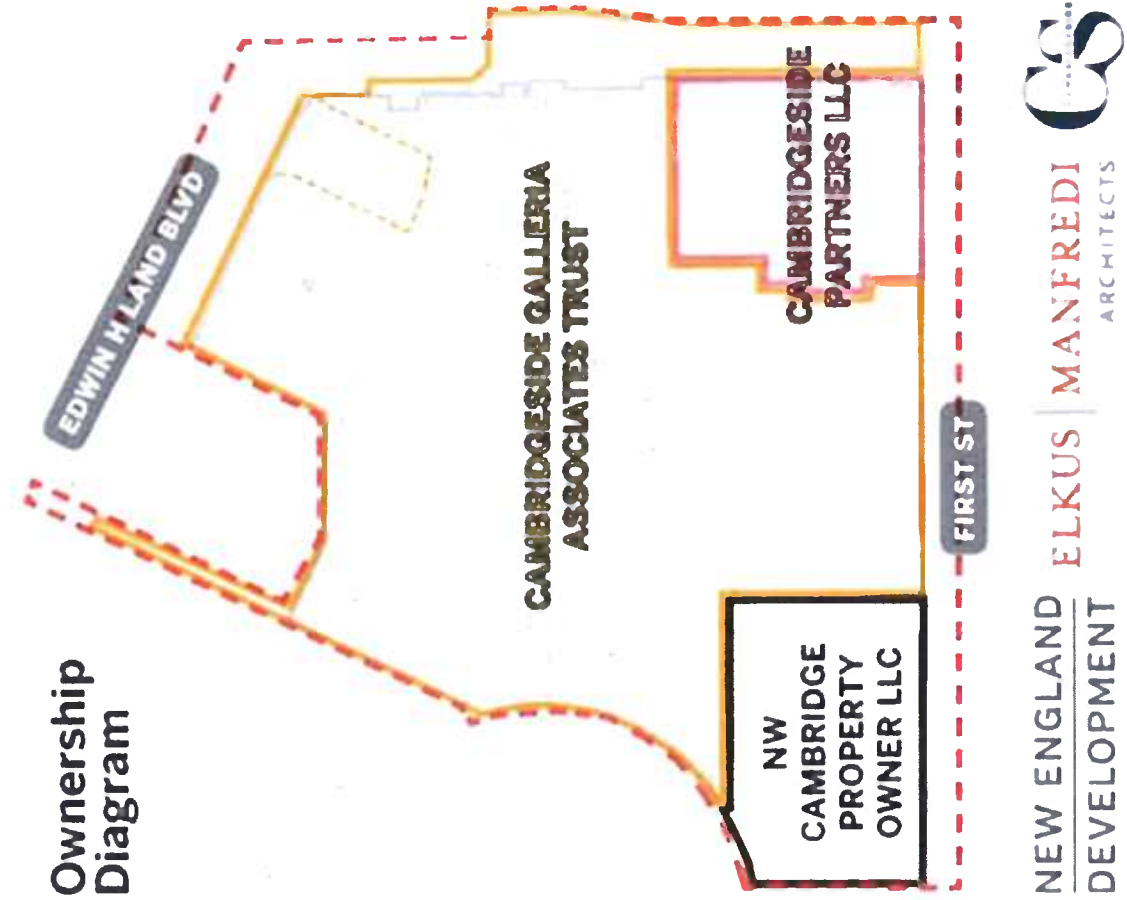 Ownership
Diagram
EDWIN H LAND BLVD
CAMBRIDGESIDE GALLERIA
ASSOCIATES TRUST
CAMBRIDGESIDE
PARTNERS LLC
NW
CAMBRIDGE
PROPERTY
OWNER LLC
FIRST ST
NEW ENGLAND
DEVELOPMENT
ELKUS | MANFREDI
ARCHITECTS
CS